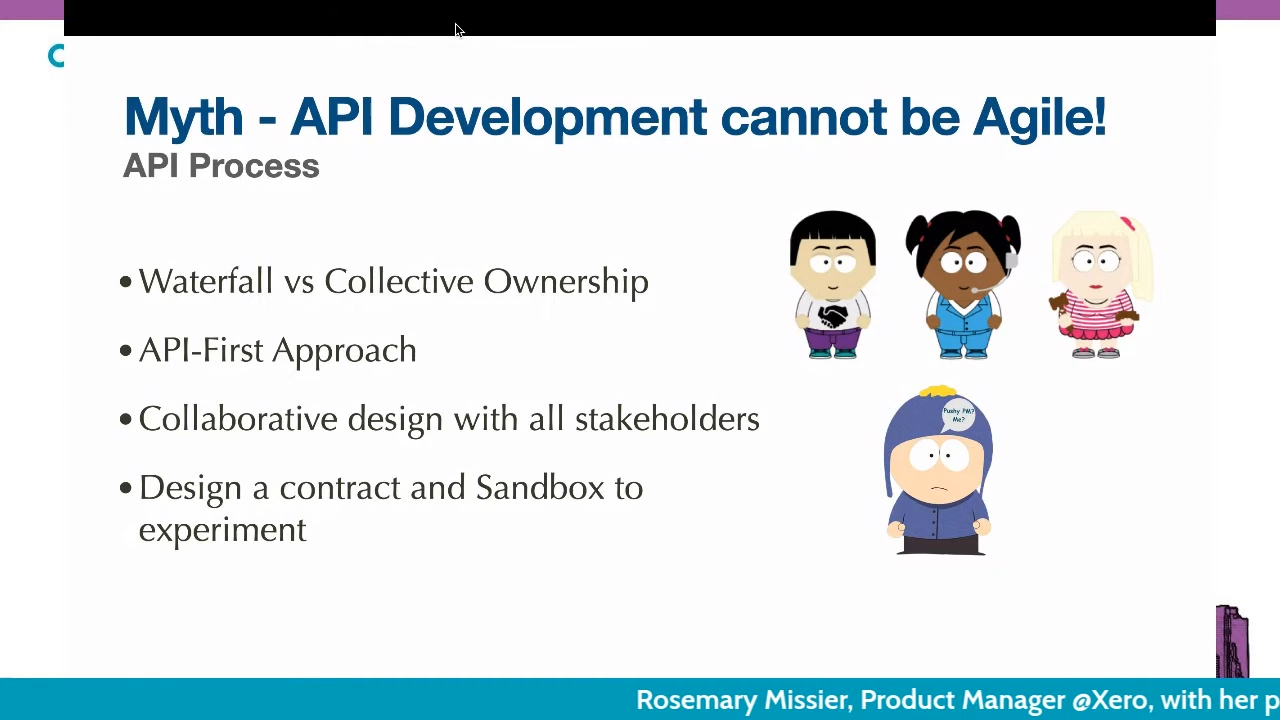 Myth - API Development cannot be Agile!
API Process
• Waterfall vs Collective Ownership
• API-First Approach
• Collaborative design with all stakeholders
• Design a contract and Sandbox to
experiment
Pushy PM?
Me?
Rosemary Missier, Product Manager @Xero, with her p